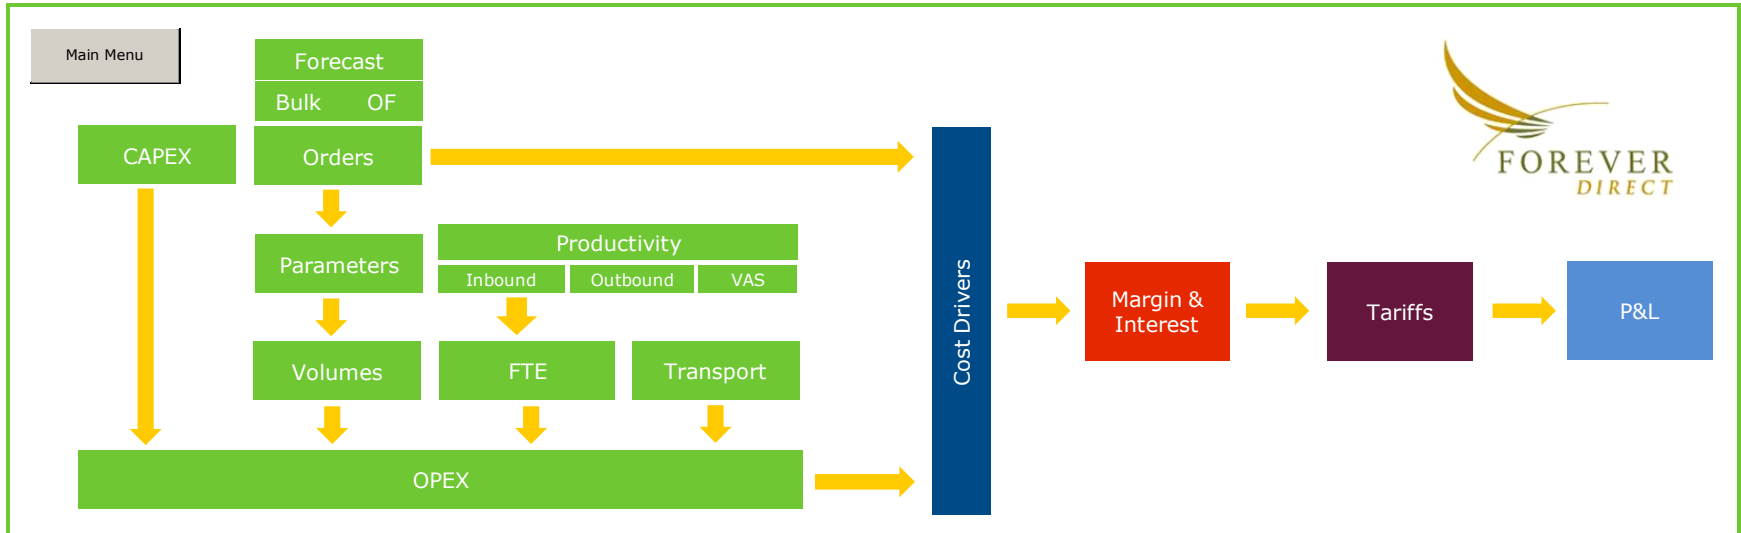 Main Menu
Forecast
Bulk OF
CAPEX
Orders
Parameters
Productivity
Inbound
Outbound
VAS
Volumes
FTE
Transport
OPEX
Cost Drivers
Margin &
Interest
Tariffs
P&L
FOREVER
DIRECT